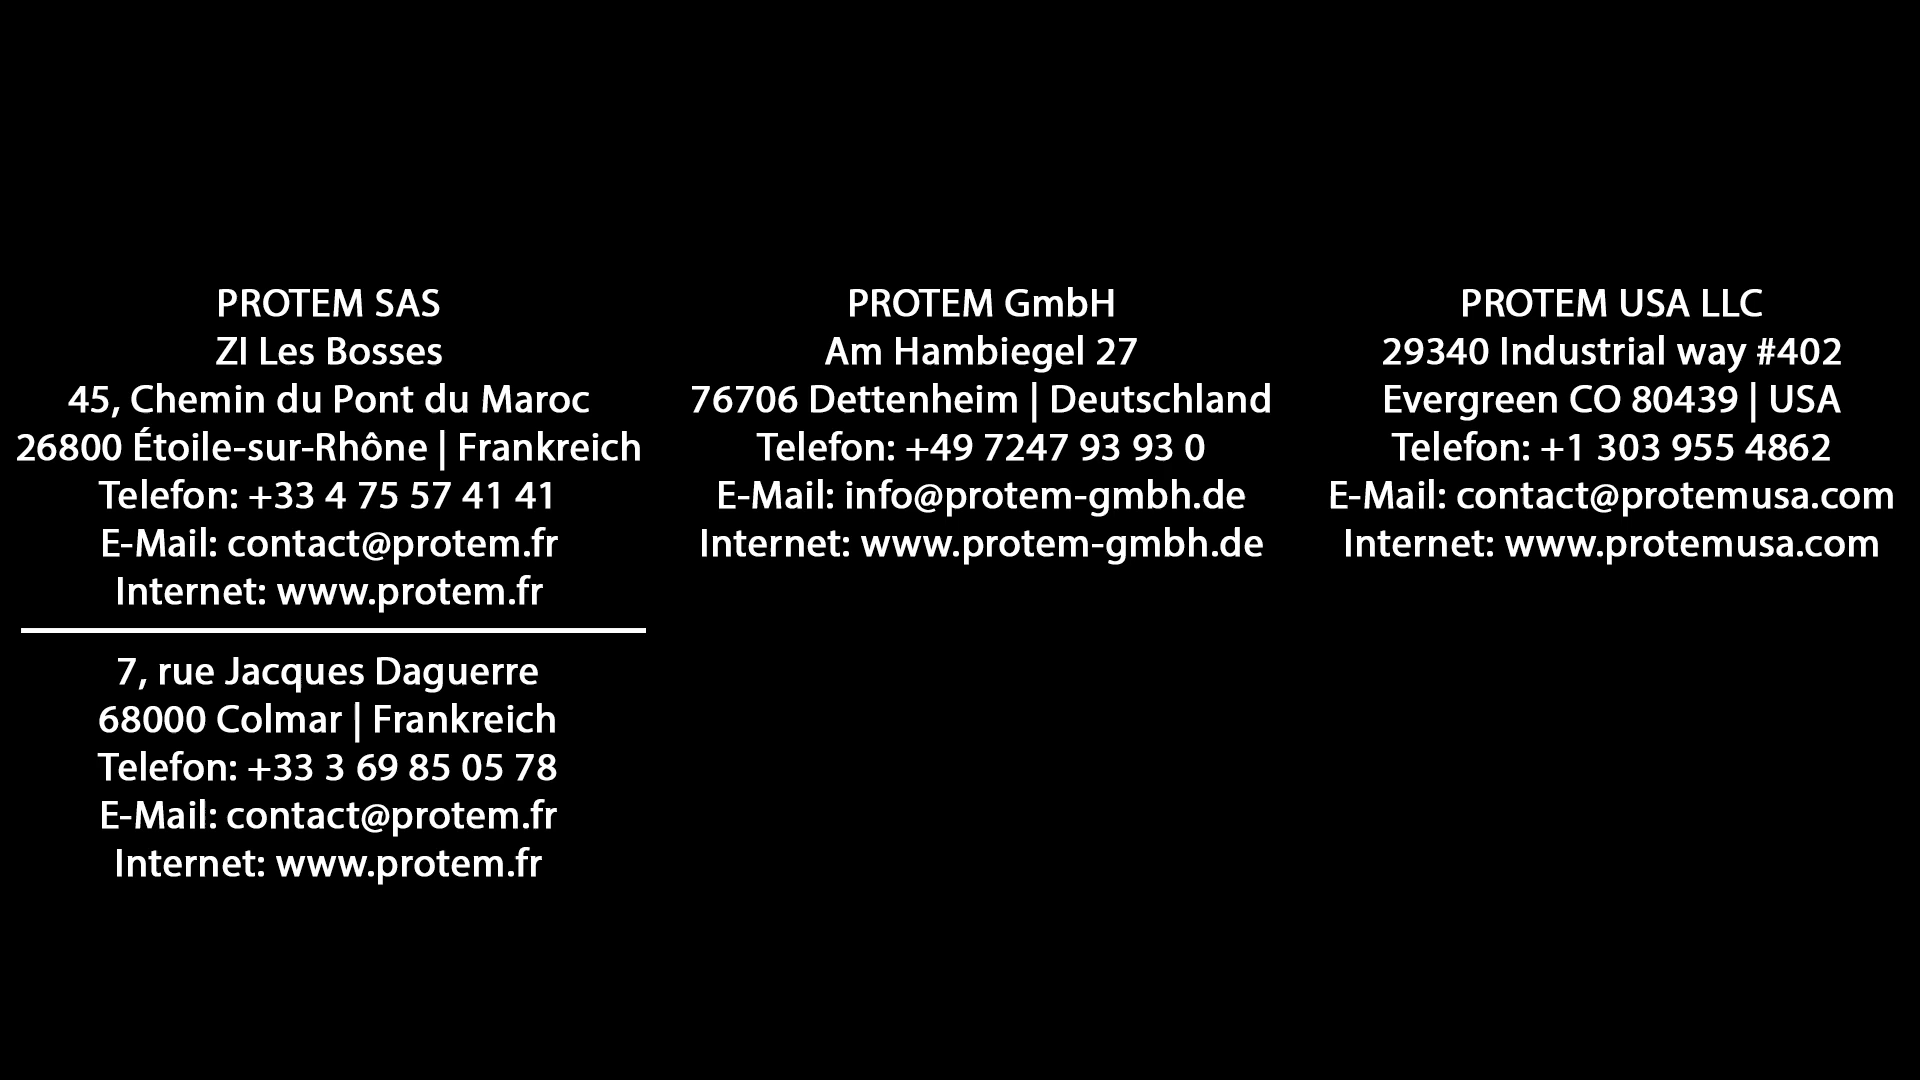 PROTEM SAS
ZI Les Bosses
45, Chemin du Pont du Maroc
26800 Étoile-sur-Rhône | Frankreich
Telefon: +33 4 75 57 41 41
E-Mail: contact@protem.fr
Internet: www.protem.fr
7, rue Jacques Daguerre
68000 Colmar | Frankreich
Telefon: +33 3 69 85 05 78
E-Mail: contact@protem.fr
Internet: www.protem.fr
PROTEM GmbH
Am Hambiegel 27
76706 Dettenheim | Deutschland
Telefon: +49 7247 93 93 0
E-Mail: info@protem-gmbh.de
Internet: www.protem-gmbh.de
PROTEM USA LLC
29340 Industrial way #402
Evergreen CO 80439 | USA
Telefon: +1 303 955 4862
E-Mail: contact@protemusa.com
Internet: www.protemusa.com